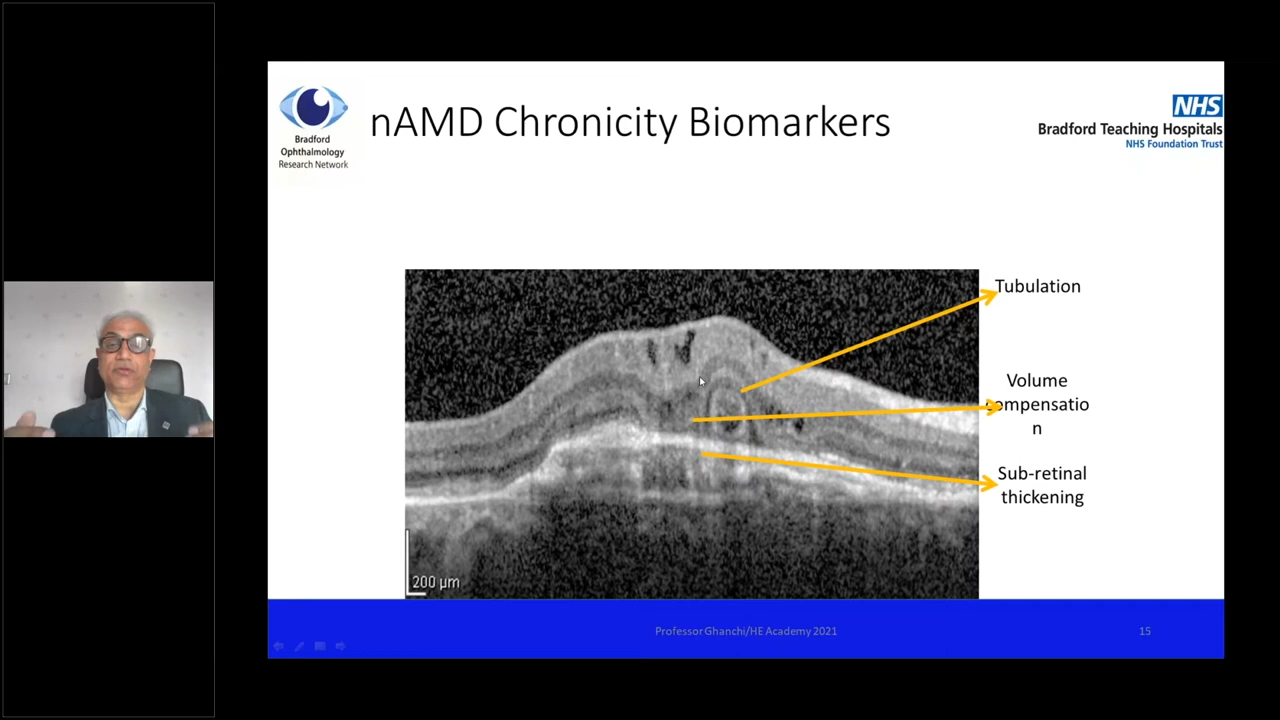 nAMD Chronicity Biomarkers
Bradford
Ophthalmology
Research Network
NHS
Bradford Teaching Hospitals
NHS Foundation Trust
Tubulation
Volume
compensatio
n
Sub-retinal
thickening
200 µm
Professor Ghanchi/HE Academy 2021
15